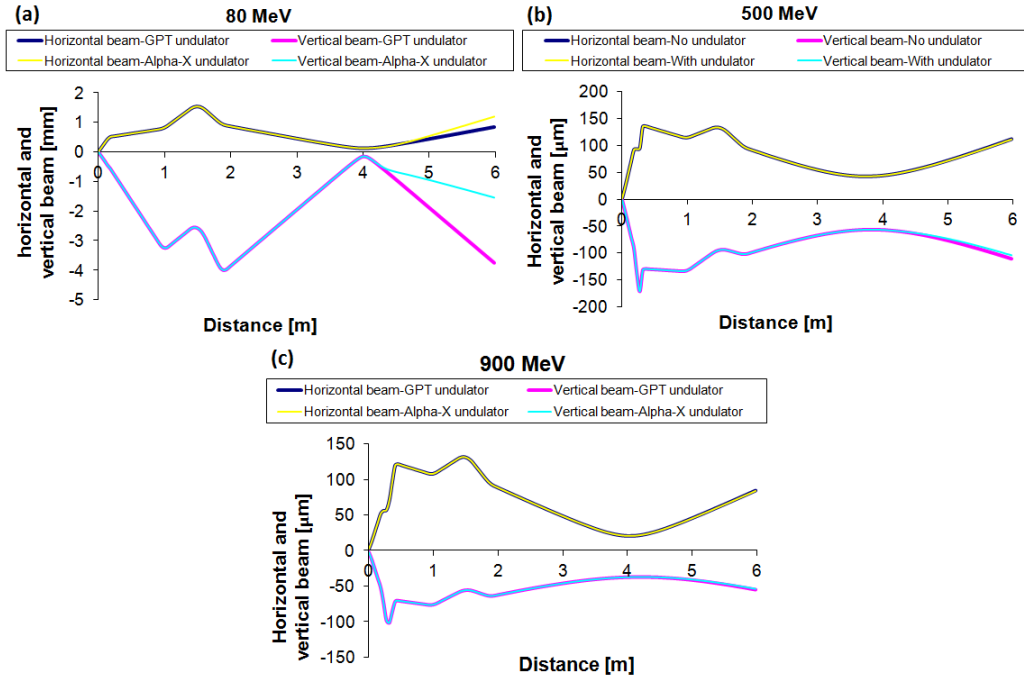 (a)
80 MeV
Horizontal beam-GPT undulator
Vertical beam-GPT undulator
Horizontal beam-Alpha-X undulator
Vertical beam-Alpha-X undulator
2
1
0
-1
-2
-3
-4
-5
0 1 2 3 4 5 6
horizontal and
vertical beam [mm]
Distance [m]
(b)
500 MeV
Horizontal beam-No undulator
Vertical beam-No undulator
Horizontal beam-With undulator
Vertical beam-With undulator
200
150
100
50
0
-50
-100
-150
-200
0 1 2 3 4 5 6
Horizontal and
vertical beam [µm]
Distance [m]
(c)
900 MeV
Horizontal beam-GPT undulator
Vertical beam-GPT undulator
Horizontal beam-Alpha-X undulator
Vertical beam-Alpha-X undulator
150
100
50
0
-50
-100
-150
0 1 2 3 4 5 6
Horizontal and
vertical beam [µm]
Distance [m]